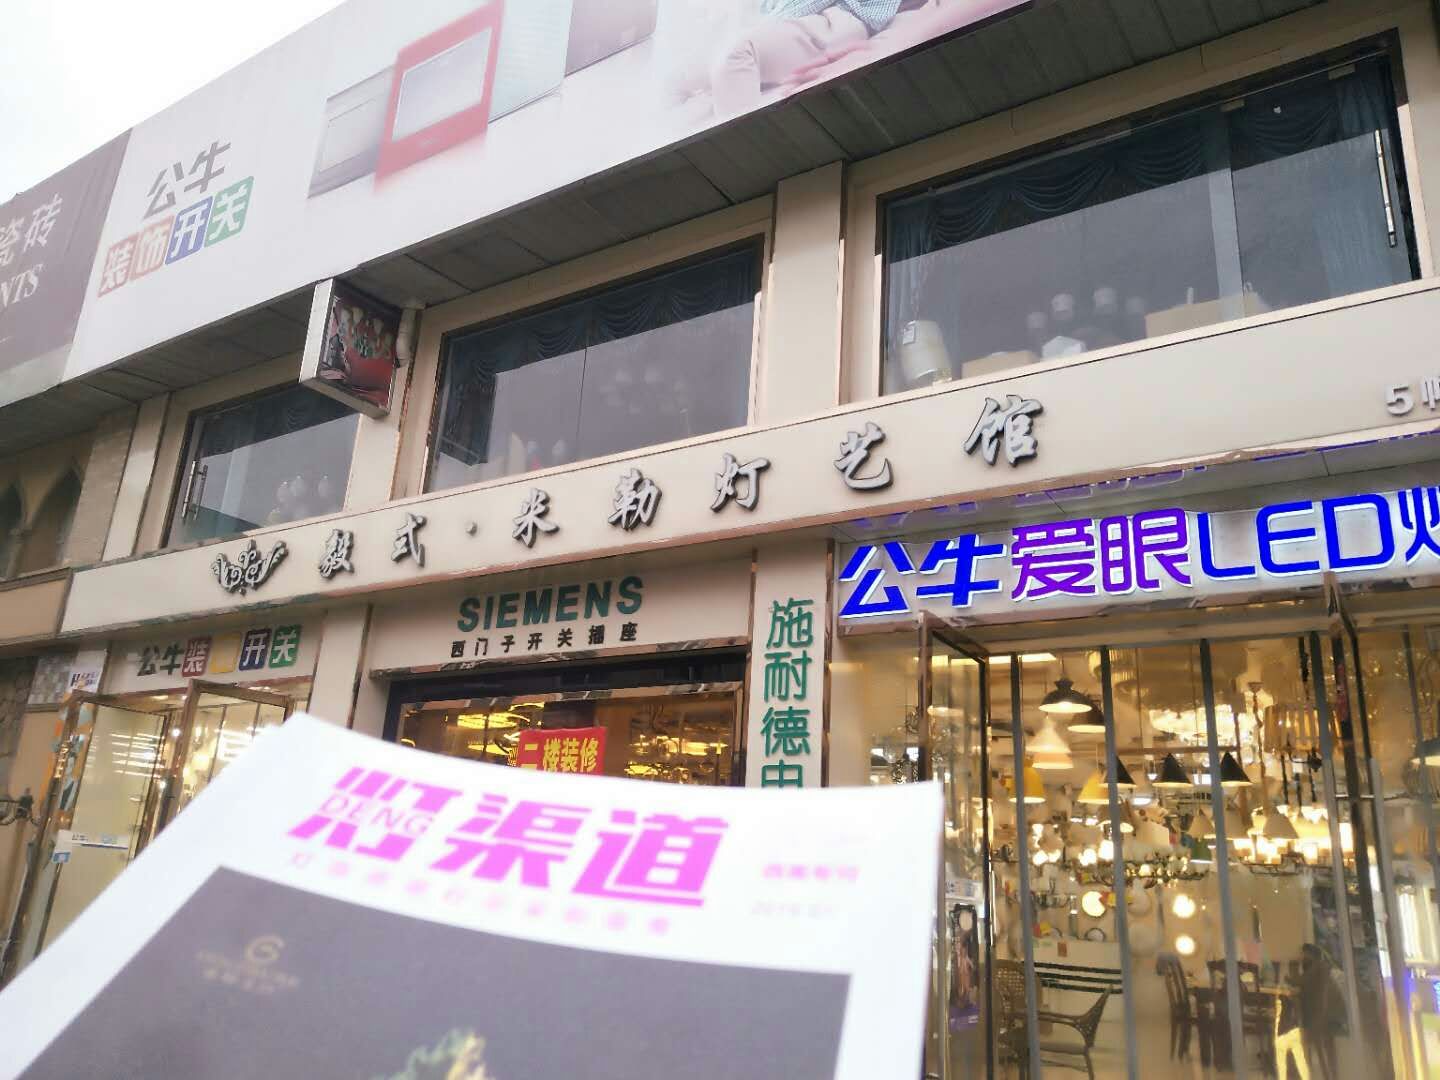 瓷砖
NTS
公牛
装饰开关
毅式·米勒灯艺馆
5
SIEMENS
西门子开关插座
公牛装 开关
施耐德电
公牛爱眼LED灯
二楼装修
灯渠道
DENG